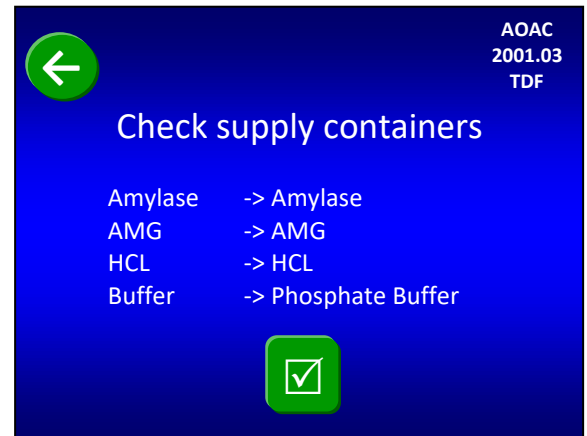 AOAC
2001.03
TDF
Check supply containers
Amylase -> Amylase
AMG -> AMG
HCL -> HCL
Buffer -> Phosphate Buffer